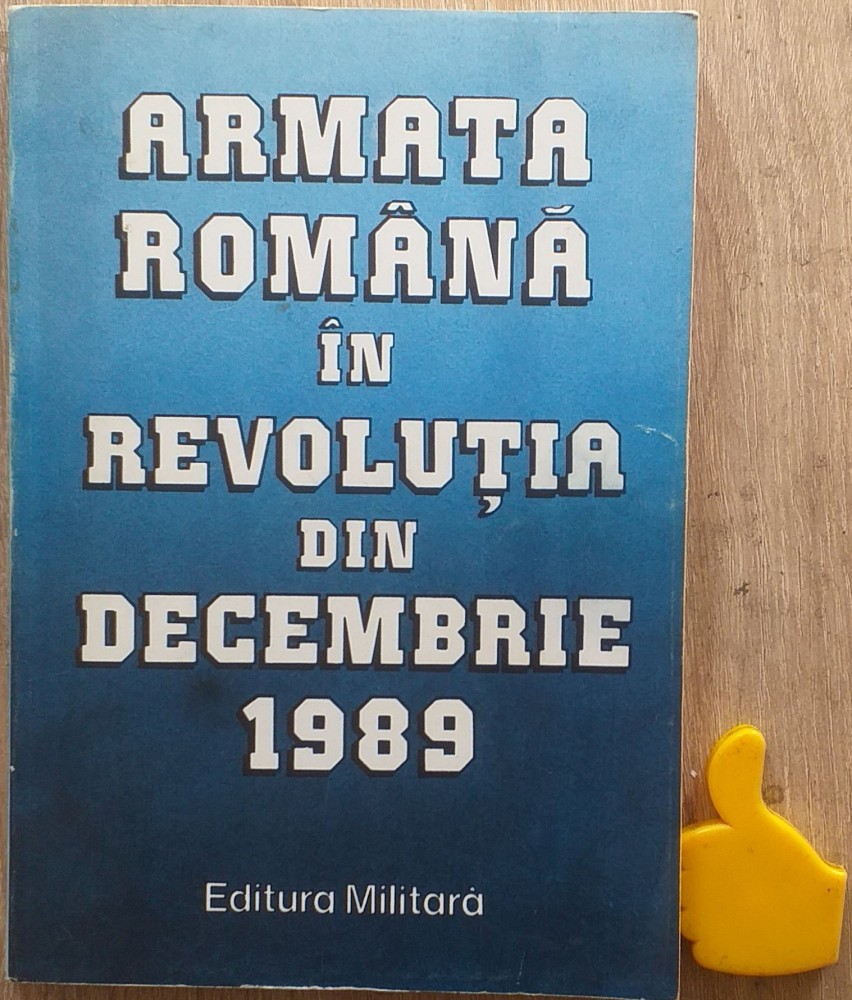 ARMATA
ROMÂNĂ
ÎN
REVOLUȚIA
DIN
DECEMBRIE
1989
Editura Militară